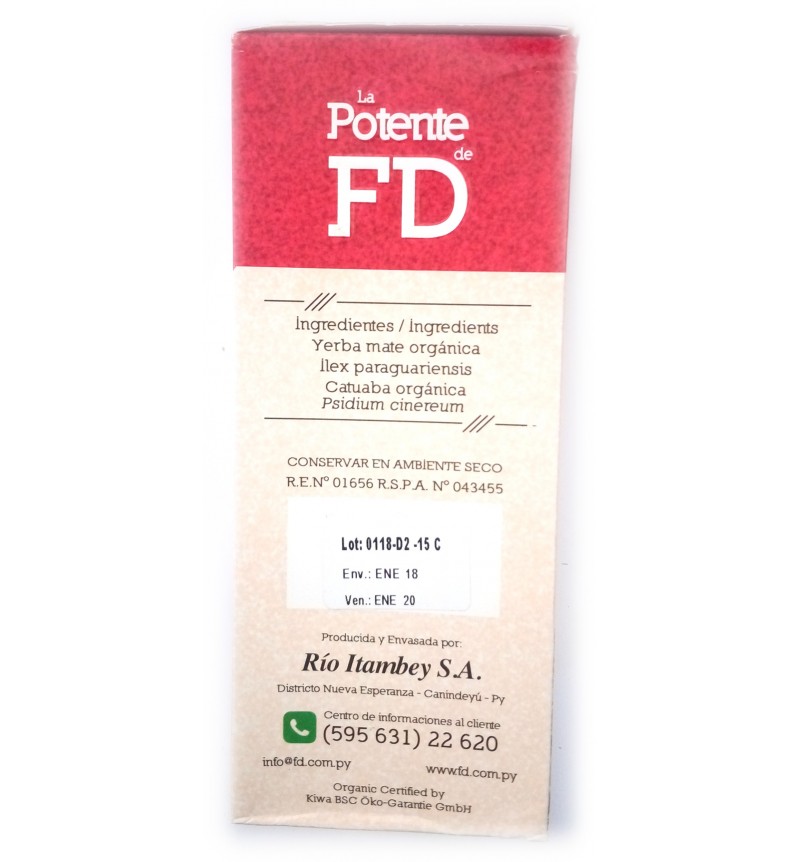 La
Potente
de
FD
Ingredientes / Ingredients
Yerba mate orgánica
İlex paraguariensis
Catuaba orgánica
Psidium cinereum
CONSERVAR EN AMBIENTE SECO
R.E.Nº 01656 R.S.P.A. Nº 043455
Lot: 0118-D2 -15 C
Env.: ENE 18
Ven.: ENE 20
Producida y Envasada por:
Río Itambey S.A.
Districto Nueva Esperanza - Canindeyú - Py
Centro de informaciones al cliente
(595 631) 22 620
info@fd.com.py
www.fd.com.py
Organic Certified by
Kiwa BSC Öko-Garantie GmbH